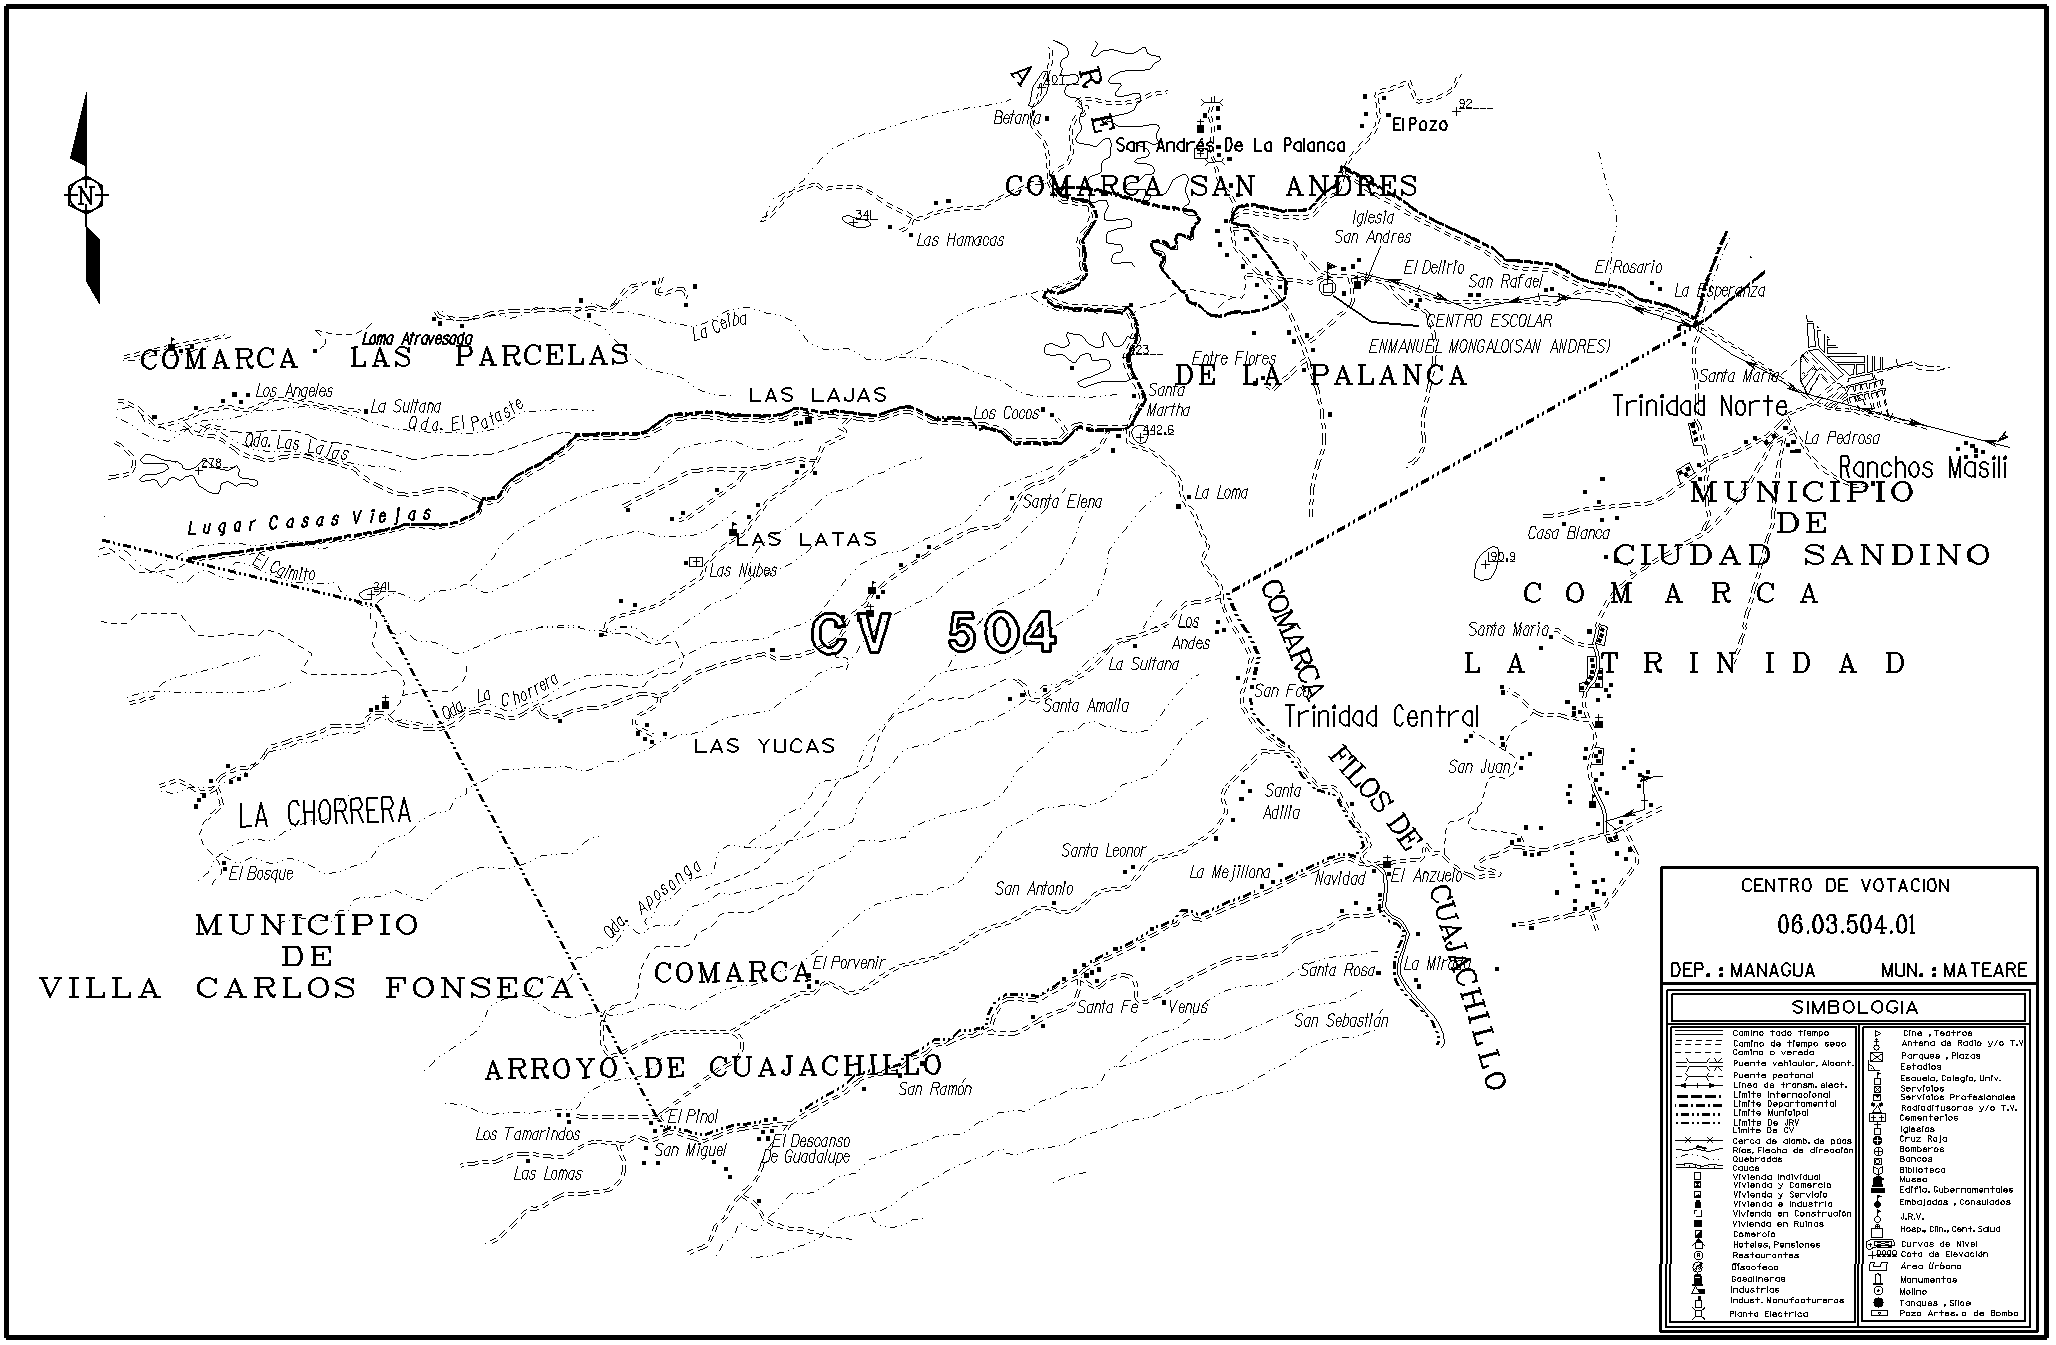 A
R
E
407
92
Betania
El Pozo
San Andrés De La Palanca
COMARCA SAN ANDRES
341
Las Hamacas
Iglesia
San Andres
El Delirio
San Rafael
El Rosario
La Esperanza
N
La Ceiba
CENTRO ESCOLAR
ENMANUEL MONGALO(SAN ANDRES)
Loma Atravesada
COMARCA LAS PARCELAS
Entre Flores
DE LA PALANCA
Santa Maria
Los Angeles
La Sultana
Qda. El Pataste
LAS LAJAS
Los Cocos
Santa
Martha
442.6
Trinidad Norte
La Pedrosa
Ranchos Masili
Qda. Las Lajas
278
Lugar Casas Viejas
Santa Elena
La Loma
MUNICIPIO
DE
CIUDAD SANDINO
Casa Blanca
190.9
COMARCA
LAS LATAS
Las Nubes
El Caimito
341
CV 504
Los
Andes
La Sultana
Santa Maria
LA TRINIDAD
COMARCA
FILOS DE
CUAJACHILLO
San Fco.
Trinidad Central
Qda. La Chorrera
Santa Amalia
LAS YUCAS
San Juan
LA CHORRERA
Santa
Adilia
El Bosque
Santa Leonor
San Antonio
La Mejillona
Navidad
El Anzuelo
Qda. Aposonga
MUNICIPIO
DE
VILLA CARLOS FONSECA
COMARCA
El Porvenir
Santa Rosa
Santa Fe
Venus
San Sebastián
ARROYO DE CUAJACHILLO
San Ramón
El Pinol
Los Tamarindos
San Miguel
El Descanso
De Guadalupe
Las Lomas
CENTRO DE VOTACION
06.03.504.01
DEP. : MANAGUA MUN. : MATEARE
SIMBOLOGIA
Camino todo tiempo
Camino de tiempo seco
Camino o vereda
Puente vehicular, Alcant.
Puente peatonal
Linea de transm. elect.
Limite Internacional
Limite Departamental
Limite Municipal
Limite De JRV
Limite De CV
Cerca de alamb. de púas
Ríos, Flecha de dirección
Quebradas
Cauce
Vivienda Individual
Vivienda y Comercio
Vivienda y Servicio
Vivienda e Industria
Vivienda en Construcción
Vivienda en Ruinas
Comercio
Hoteles, Pensiones
Restaurantes
Discoteca
Gasolineras
Industrias
Indust. Manufactureras
Planta Electrica
Cine , Teatros
Antena de Radio y/o T.V
Parques , Plazas
Estadios
Escuela, Colegio, Univ.
Servicios
Servicios Profesionales
Radiodifusoras y/o T.V.
Cementerios
Iglesias
Cruz Roja
Bomberos
Bancos
Biblioteca
Museo
Edific. Gubernamentales
Embajadas , Consulados
J.R.V.
Hosp., Clin., Cent. Salud
Curvas de Nivel
Cota de Elevación
Area Urbana
Monumentos
Molino
Tanques , Silos
Pozo Artes. o de Bomba